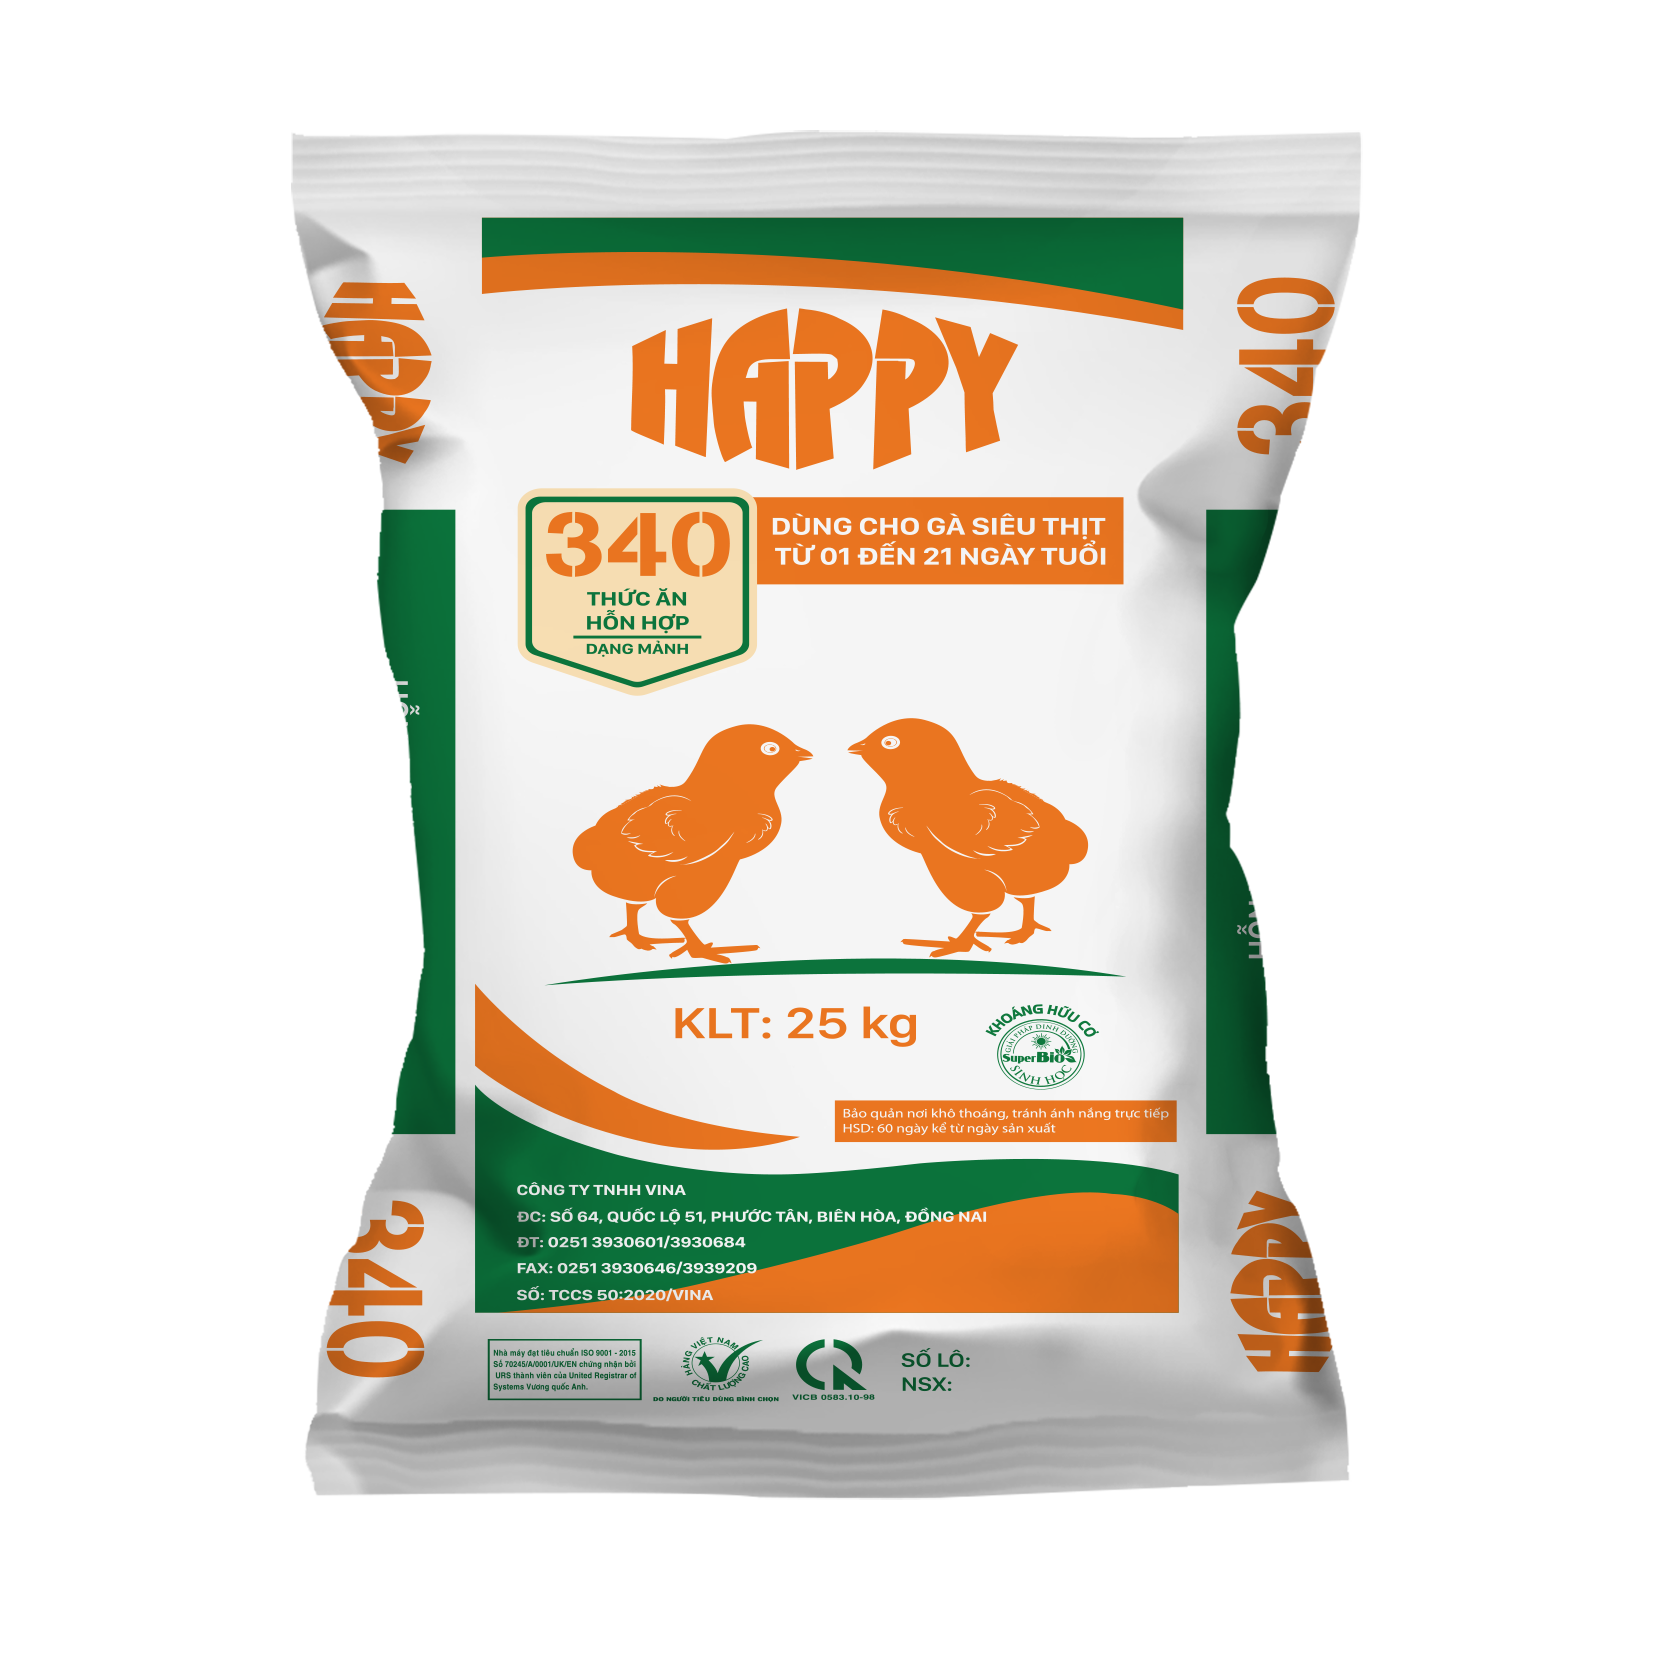 HAPPY
340
THỨC ĂN
HỖN HỢP
DẠNG MẢNH
DÙNG CHO GÀ SIÊU THỊT
TỪ 01 ĐẾN 21 NGÀY TUỔI
KLT: 25 kg
KHOÁNG HỮU CƠ
GIẢI PHÁP DINH DƯỠNG
SuperBio
SINH HỌC
Bảo quản nơi khô thoáng, tránh ánh nắng trực tiếp
HSD: 60 ngày kể từ ngày sản xuất
CÔNG TY TNHH VINA
ĐC: SỐ 64, QUỐC LỘ 51, PHƯỚC TÂN, BIÊN HÒA, ĐỒNG NAI
ĐT: 0251 3930601/3930684
FAX: 0251 3930646/3939209
SỐ: TCCS 50:2020/VINA
Nhà máy đạt tiêu chuẩn ISO 9001 - 2015
Số 70245/A/0001/UK/EN chứng nhận bởi
URS thành viên của United Registrar of
Systems Vương quốc Anh.
HÀNG VIỆT NAM
CHẤT LƯỢNG CAO
DO NGƯỜI TIÊU DÙNG BÌNH CHỌN
VICB 0583.10-98
SỐ LÔ:
NSX:
HAPPY
340
340
HAPPY